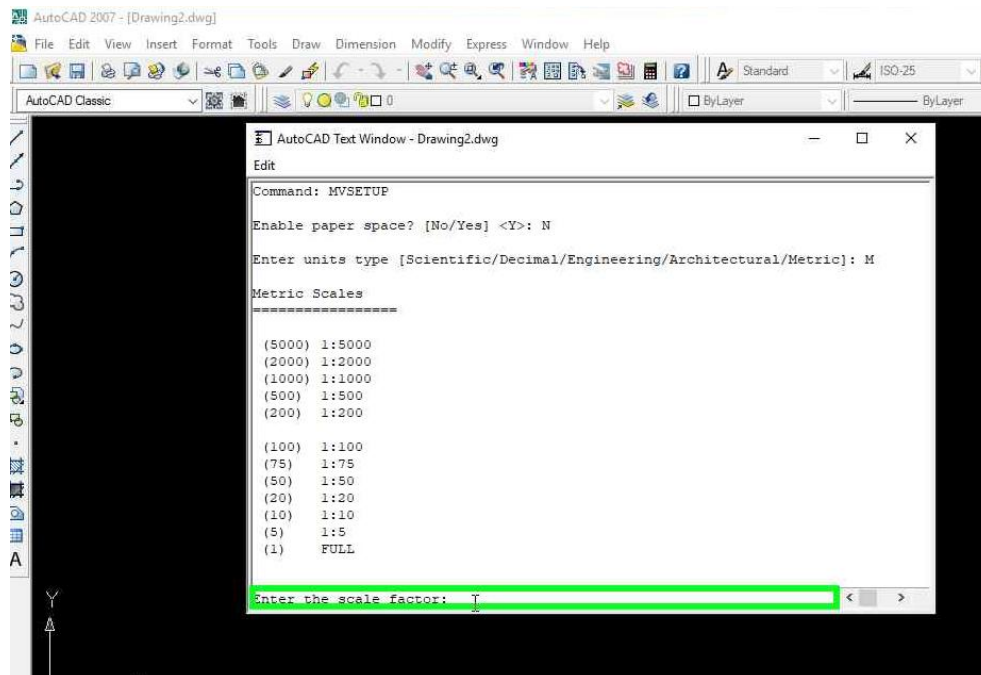 AutoCAD 2007 - [Drawing2.dwg]
File Edit View Insert Format Tools Draw Dimension Modify Express Window Help
Standard ISO-25
AutoCAD Classic 0 ByLayer ByLayer
AutoCAD Text Window - Drawing2.dwg
Edit
Command: MVSETUP
Enable paper space? [No/Yes] <Y>: N
Enter units type [Scientific/Decimal/Engineering/Architectural/Metric]: M
Metric Scales
=================
(5000) 1:5000
(2000) 1:2000
(1000) 1:1000
(500) 1:500
(200) 1:200
(100) 1:100
(75) 1:75
(50) 1:50
(20) 1:20
(10) 1:10
(5) 1:5
(1) FULL
A
Enter the scale factor:
Y